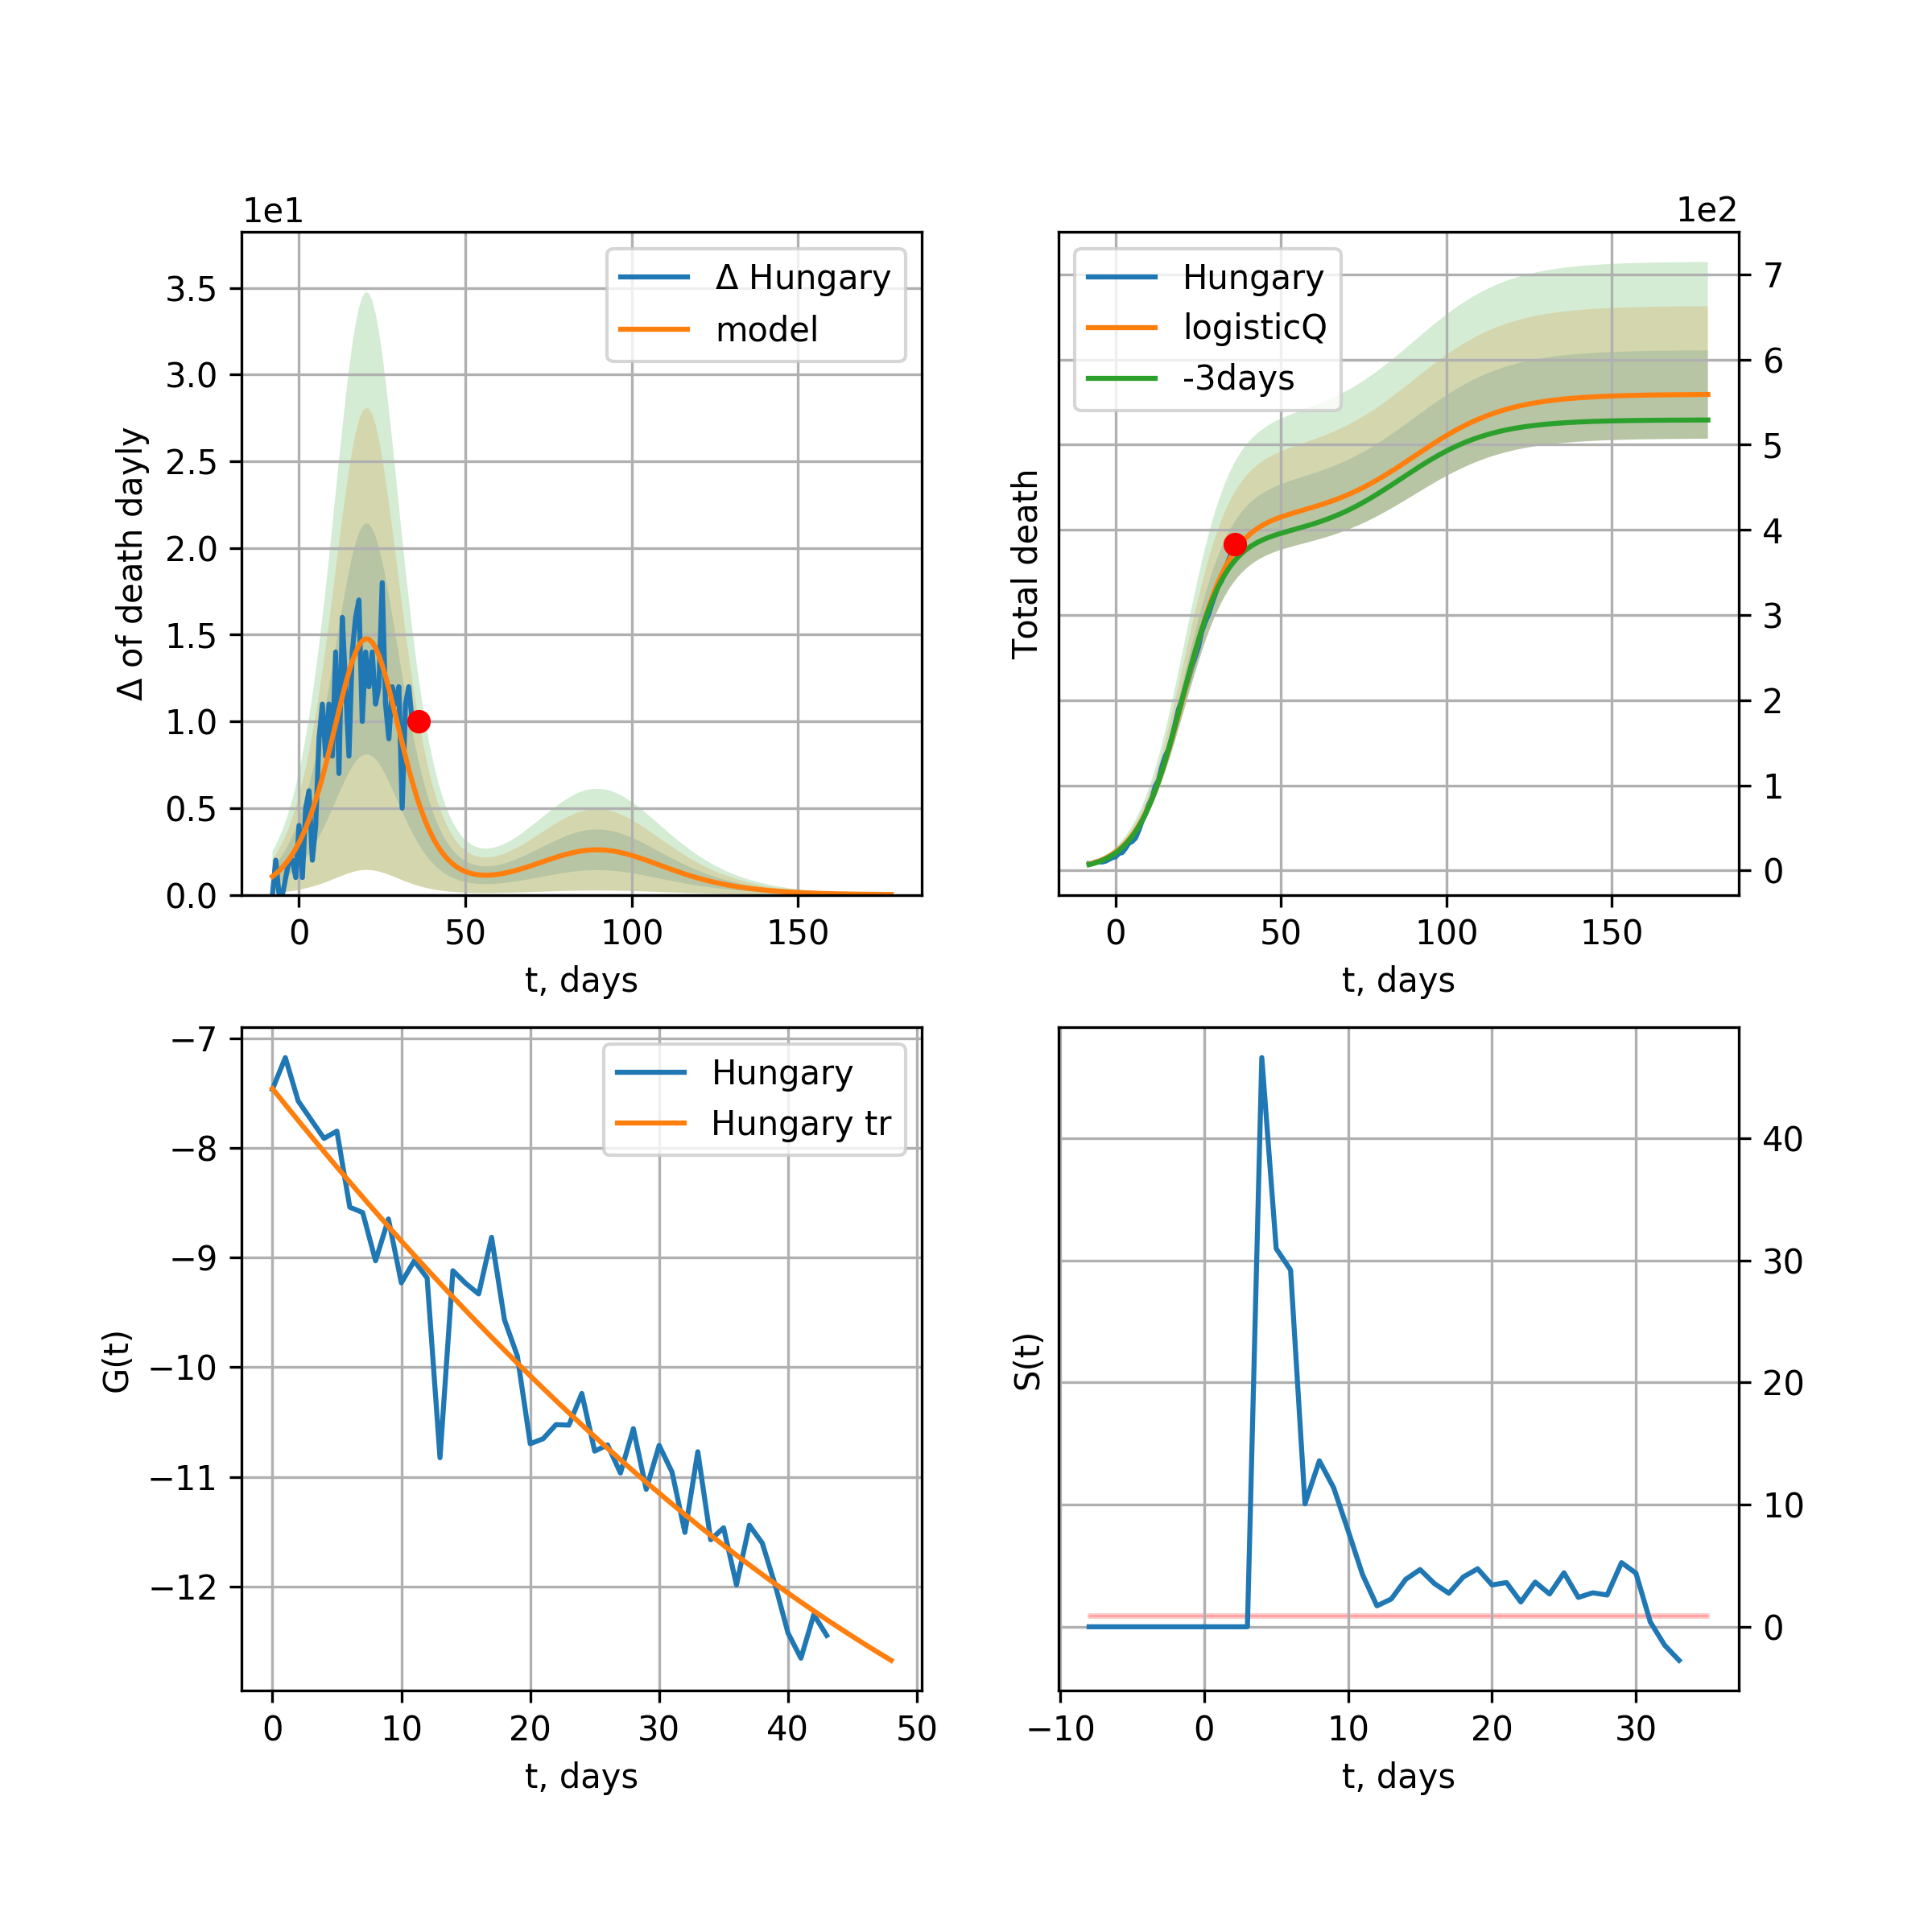 1e1
Δ Hungary
model
3.5
3.0
2.5
2.0
1.5
1.0
0.5
0.0
Δ of death dayly
0 50 100 150
t, days
1e2
Hungary
logisticQ
-3days
7
6
5
4
3
2
1
0
Total death
0 50 100 150
t, days
Hungary
Hungary tr
−7
−8
−9
−10
−11
−12
G(t)
0 10 20 30 40 50
t, days
40
30
20
10
0
S(t)
−10 0 10 20 30
t, days